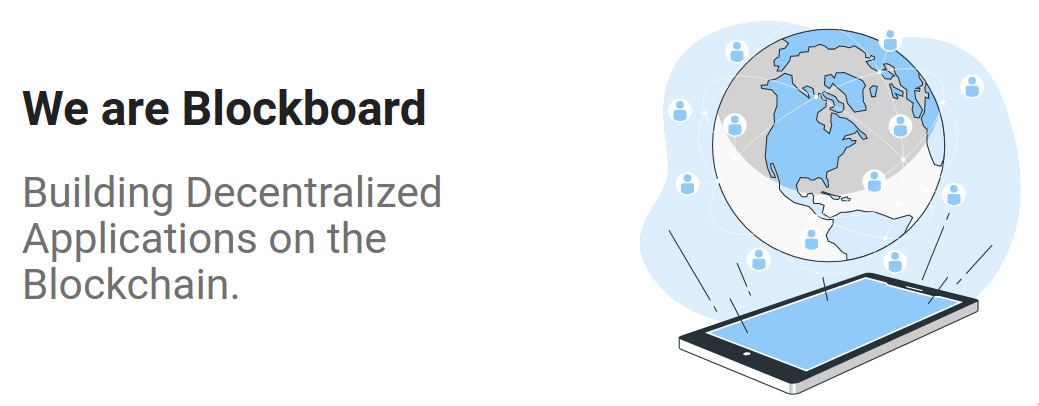 We are Blockboard
Building Decentralized
Applications on the
Blockchain.